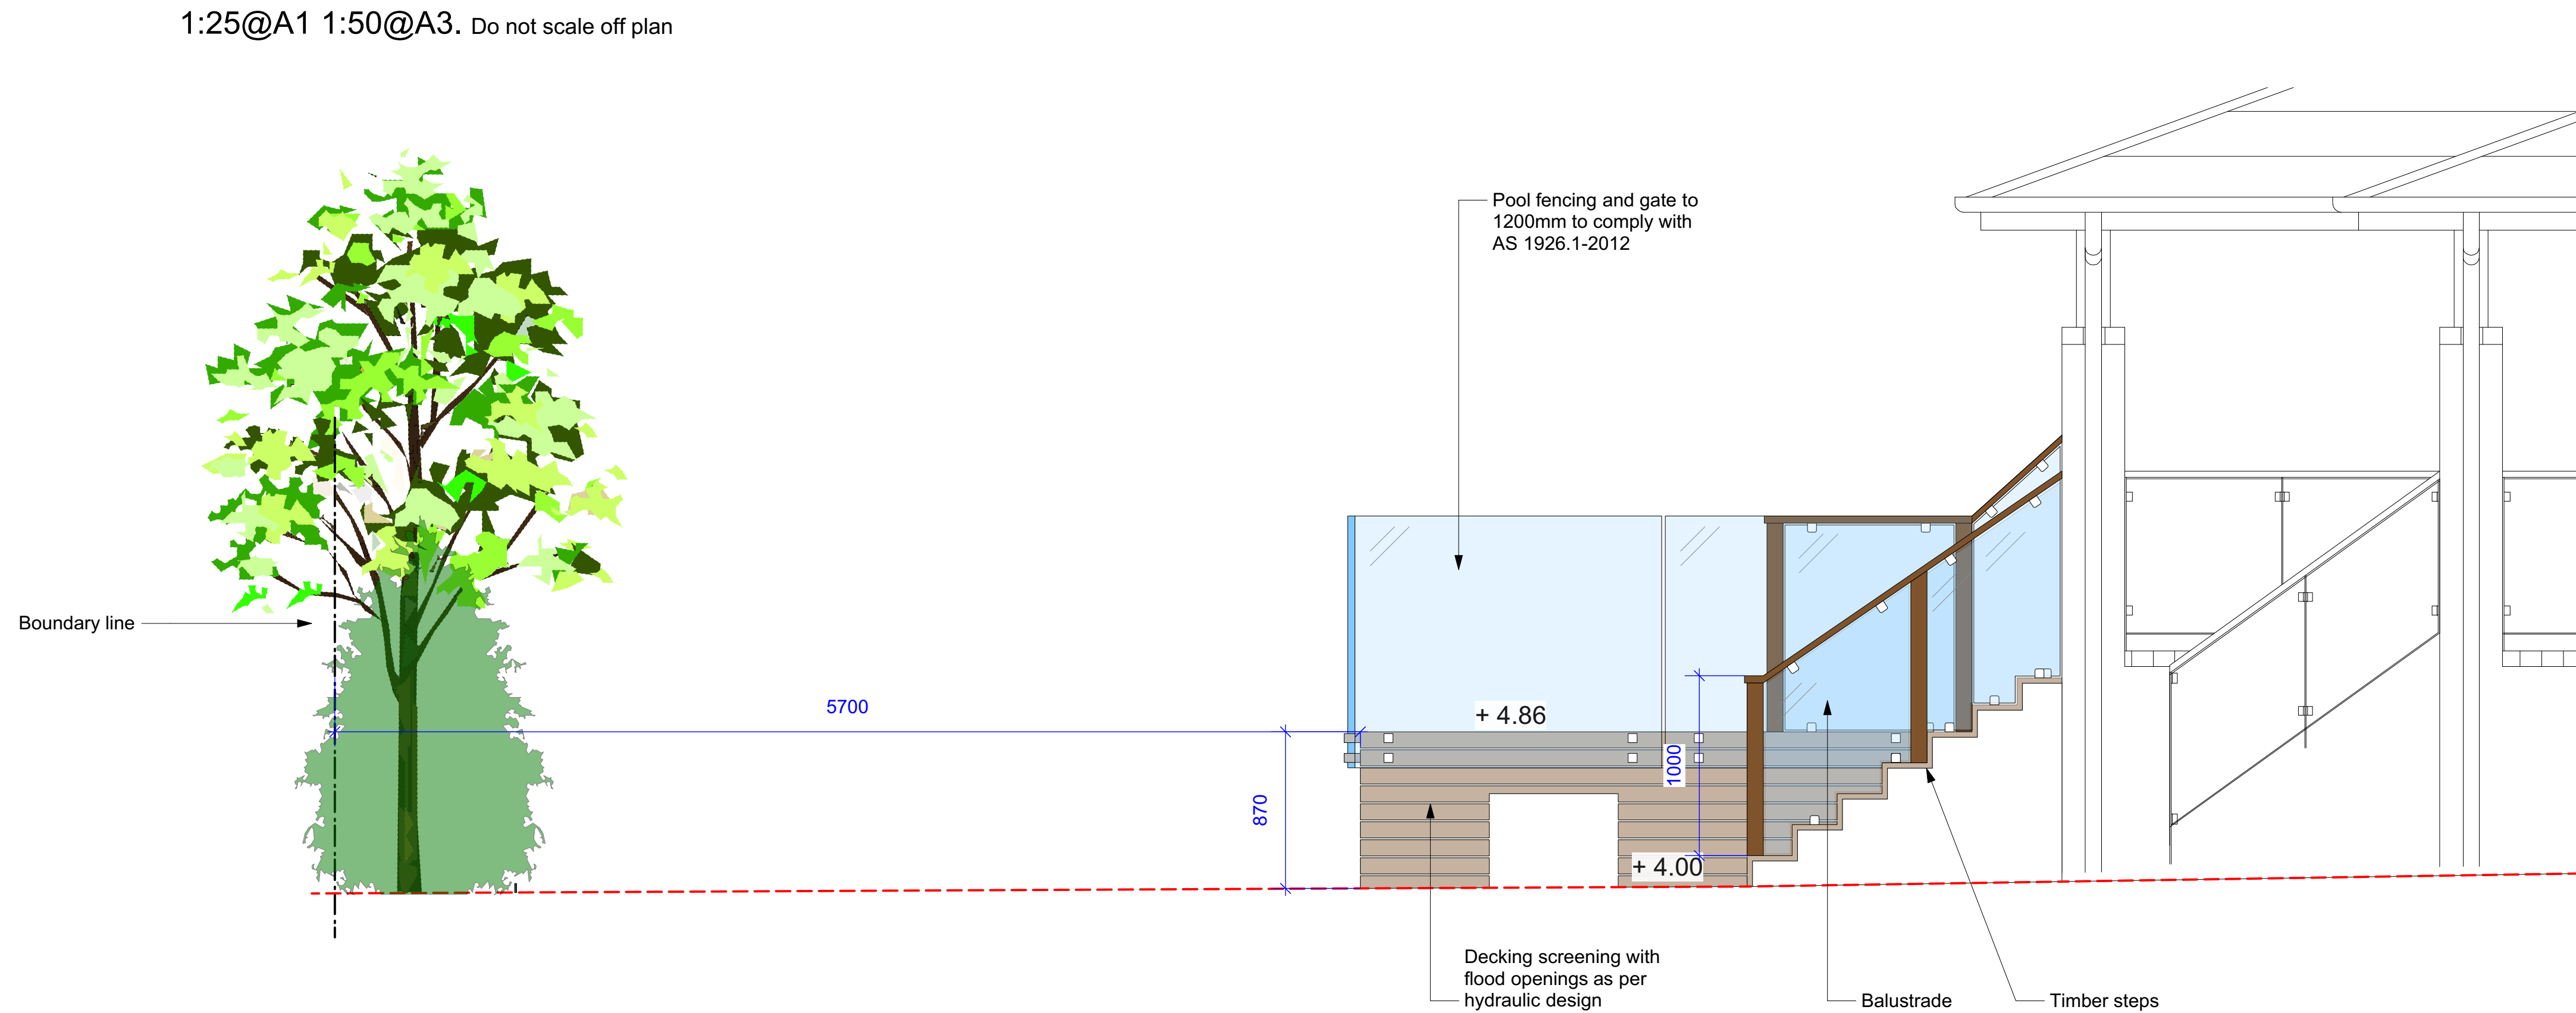 1:25@A1 1:50@A3. Do not scale off plan
Pool fencing and gate to
1200mm to comply with
AS 1926.1-2012
Boundary line
5700
+ 4.86
1000
870
+ 4.00
Decking screening with
flood openings as per
hydraulic design
Balustrade
Timber steps